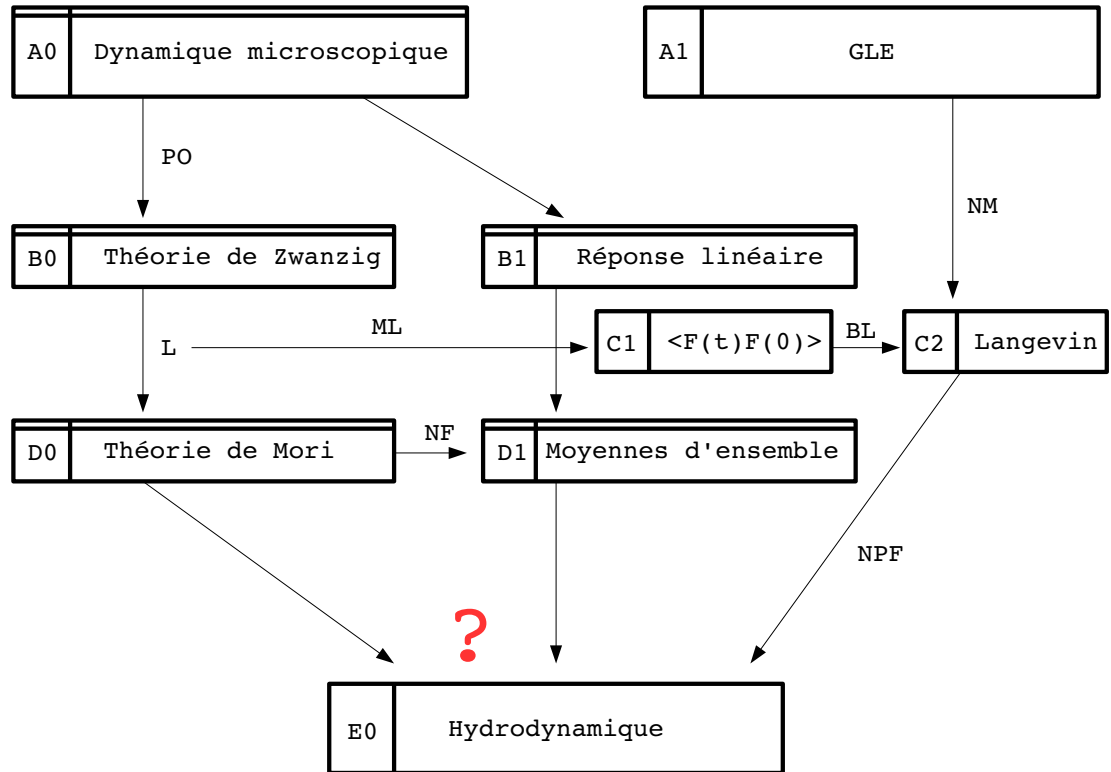 A0 Dynamique microscopique
A1 GLE
PO
NM
B0 Théorie de Zwanzig
B1 Réponse linéaire
ML
L
C1 <F(t)F(0)>
BL
C2 Langevin
D0 Théorie de Mori
NF
D1 Moyennes d'ensemble
NPF
?
E0 Hydrodynamique